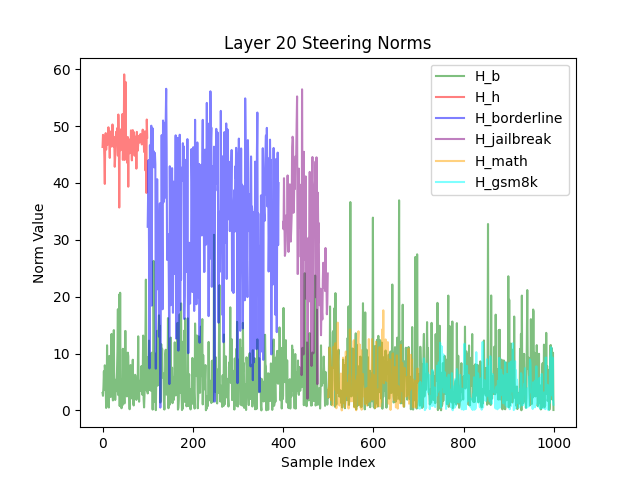 Layer 20 Steering Norms
H_b
H_h
H_borderline
H_jailbreak
H_math
H_gsm8k
60
50
40
30
20
10
0
Norm Value
0 200 400 600 800 1000
Sample Index